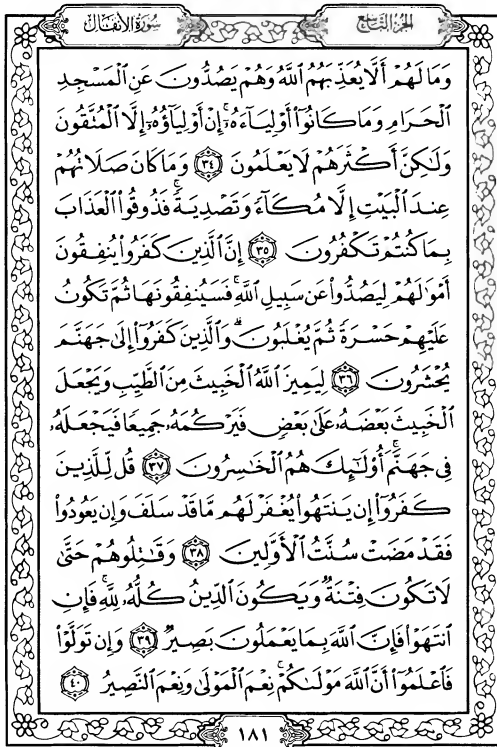 الجزء التاسع
سورة الأنفال
وَمَا لَهُمْ أَلَّا يُعَذِّبَهُمُ ٱللَّهُ وَهُمْ يَصُدُّونَ عَنِ ٱلْمَسْجِدِ
ٱلْحَرَامِ وَمَا كَانُوٓا۟ أَوْلِيَآءَهُۥٓ ۚ إِنْ أَوْلِيَآؤُهُۥٓ إِلَّا ٱلْمُتَّقُونَ
وَلَـٰكِنَّ أَكْثَرَهُمْ لَا يَعْلَمُونَ ٣٤ وَمَا كَانَ صَلَاتُهُمْ
عِندَ ٱلْبَيْتِ إِلَّا مُكَآءً وَتَصْدِيَةً ۚ فَذُوقُوا۟ ٱلْعَذَابَ
بِمَا كُنتُمْ تَكْفُرُونَ ٣٥ إِنَّ ٱلَّذِينَ كَفَرُوا۟ يُنفِقُونَ
أَمْوَٰلَهُمْ لِيَصُدُّوا۟ عَن سَبِيلِ ٱللَّهِ ۚ فَسَيُنفِقُونَهَا ثُمَّ تَكُونُ
عَلَيْهِمْ حَسْرَةً ثُمَّ يُغْلَبُونَ ۗ وَٱلَّذِينَ كَفَرُوٓا۟ إِلَىٰ جَهَنَّمَ
يُحْشَرُونَ ٣٦ لِيَمِيزَ ٱللَّهُ ٱلْخَبِيثَ مِنَ ٱلطَّيِّبِ وَيَجْعَلَ
ٱلْخَبِيثَ بَعْضَهُۥ عَلَىٰ بَعْضٍ فَيَرْكُمَهُۥ جَمِيعًا فَيَجْعَلَهُۥ
فِى جَهَنَّمَ ۚ أُو۟لَـٰٓئِكَ هُمُ ٱلْخَـٰسِرُونَ ٣٧ قُل لِّلَّذِينَ
كَفَرُوٓا۟ إِن يَنتَهُوا۟ يُغْفَرْ لَهُم مَّا قَدْ سَلَفَ وَإِن يَعُودُوا۟
فَقَدْ مَضَتْ سُنَّتُ ٱلْأَوَّلِينَ ٣٨ وَقَـٰتِلُوهُمْ حَتَّىٰ
لَا تَكُونَ فِتْنَةٌ وَيَكُونَ ٱلدِّينُ كُلُّهُۥ لِلَّهِ ۚ فَإِنِ
ٱنتَهَوْا۟ فَإِنَّ ٱللَّهَ بِمَا يَعْمَلُونَ بَصِيرٌ ٣٩ وَإِن تَوَلَّوْا۟
فَٱعْلَمُوٓا۟ أَنَّ ٱللَّهَ مَوْلَىٰكُمْ ۚ نِعْمَ ٱلْمَوْلَىٰ وَنِعْمَ ٱلنَّصِيرُ ٤٠
١٨١